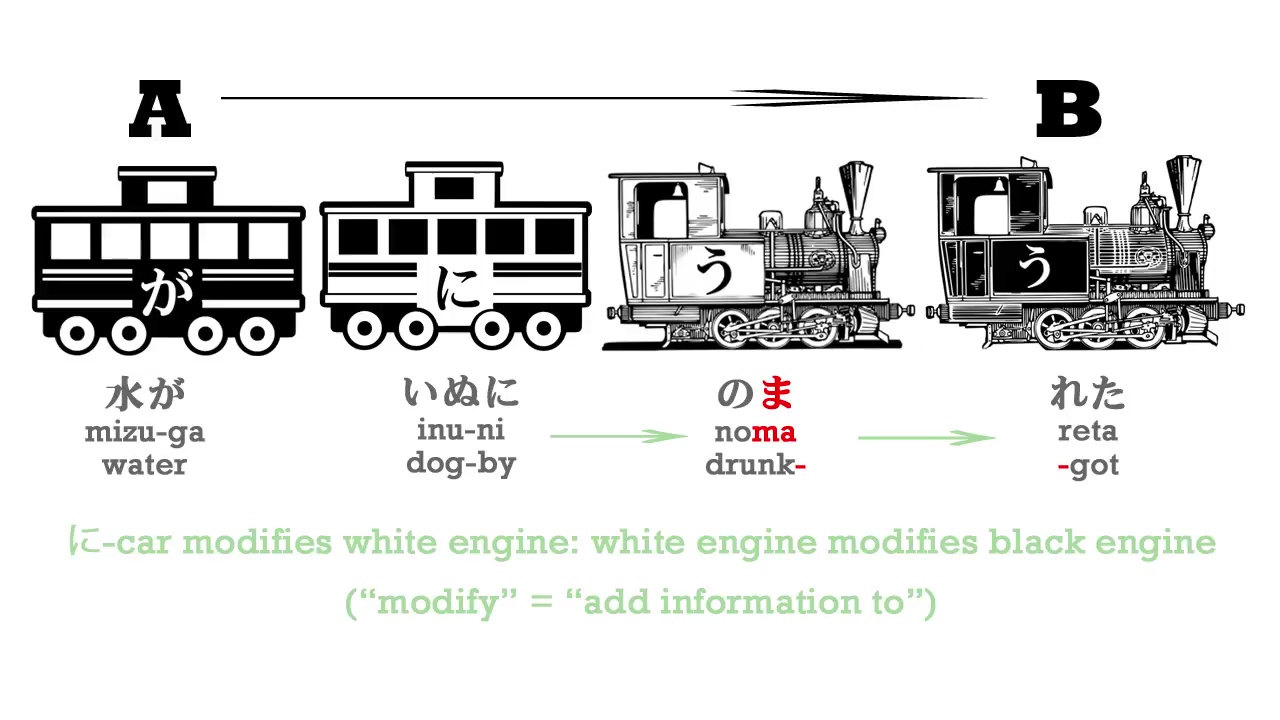 A B
が に う う
水が いぬに のま れた
mizu-ga inu-ni noma reta
water dog-by drunk- -got
に-car modifies white engine: white engine modifies black engine
(“modify” = “add information to”)